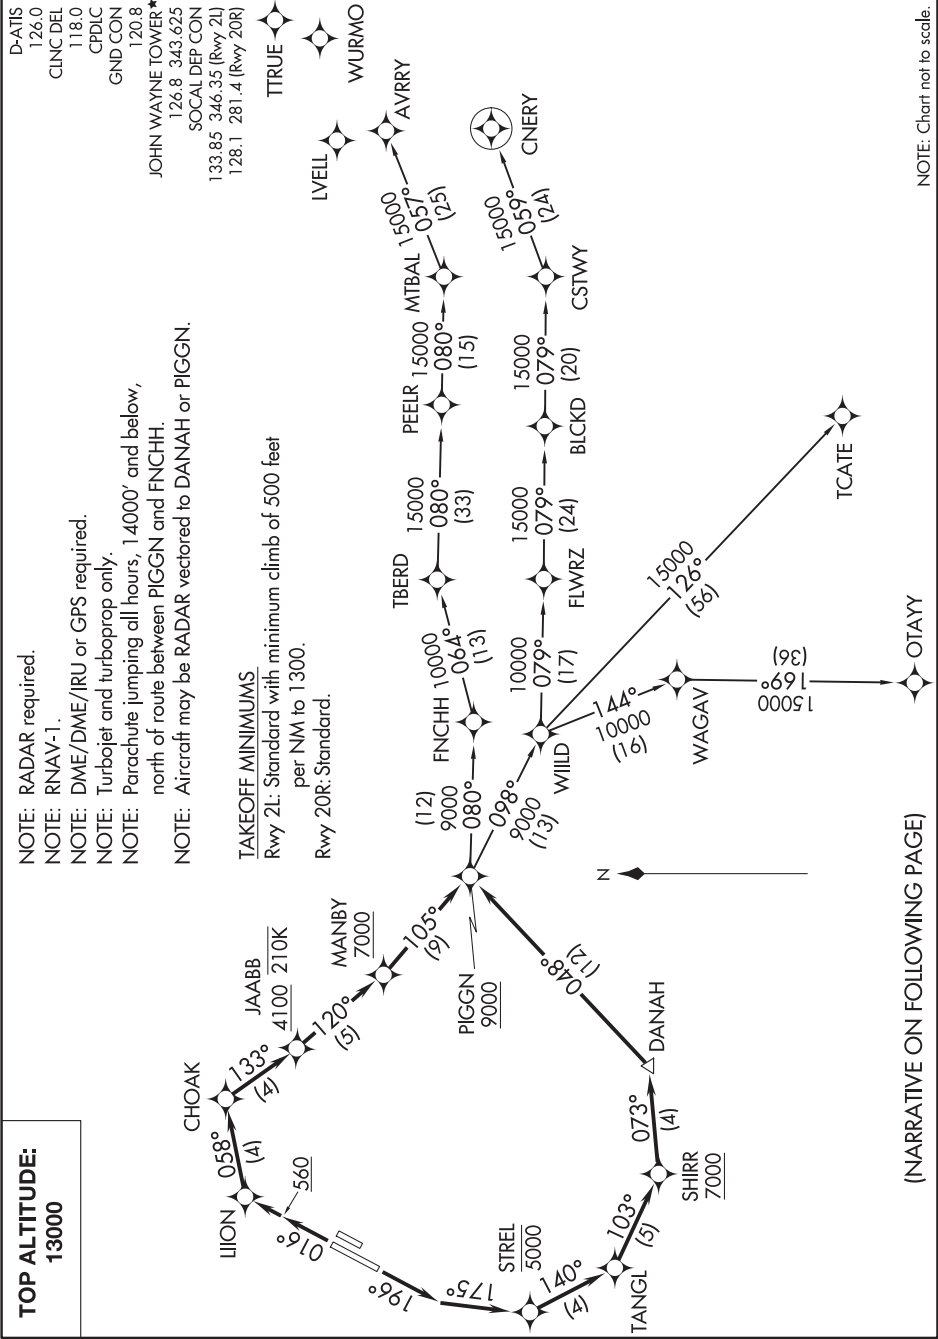 TOP ALTITUDE:
13000
NOTE: RADAR required.
NOTE: RNAV-1.
NOTE: DME/DME/IRU or GPS required.
NOTE: Turbojet and turboprop only.
NOTE: Parachute jumping all hours, 14000' and below,
north of route between PIGGN and FNCHH.
NOTE: Aircraft may be RADAR vectored to DANAH or PIGGN.
TAKEOFF MINIMUMS
Rwy 2L: Standard with minimum climb of 500 feet
per NM to 1300.
Rwy 20R: Standard.
D-ATIS
126.0
CLNC DEL
118.0
CPDLC
GND CON
120.8
JOHN WAYNE TOWER★
126.8 343.625
SOCAL DEP CON
133.85 346.35 (Rwy 2L)
128.1 281.4 (Rwy 20R)
TTRUE
WURMO
LVELL
AVRRY
CNERY
CHOAK
LIION
058°
(4)
016°
560
133°
(4)
JAABB
4100 210K
120°
(5)
MANBY
7000
105°
(9)
PIGGN
9000
196°
175°
STREL
5000
140°
(4)
TANGL
103°
(5)
SHIRR
7000
073°
(4)
DANAH
048°
(12)
(12)
9000
080°
FNCHH
10000
064°
(13)
TBERD
15000
080°
(33)
PEELR
15000
080°
(15)
MTBAL
15000
057°
(25)
098°
9000
(13)
WIILD
10000
079°
(17)
FLWRZ
15000
079°
(24)
BLCKD
15000
079°
(20)
CSTWY
15000
059°
(24)
144°
10000
(16)
WAGAV
169°
15000
(36)
OTAYY
15000
126°
(56)
TCATE
N
(NARRATIVE ON FOLLOWING PAGE)
NOTE: Chart not to scale.